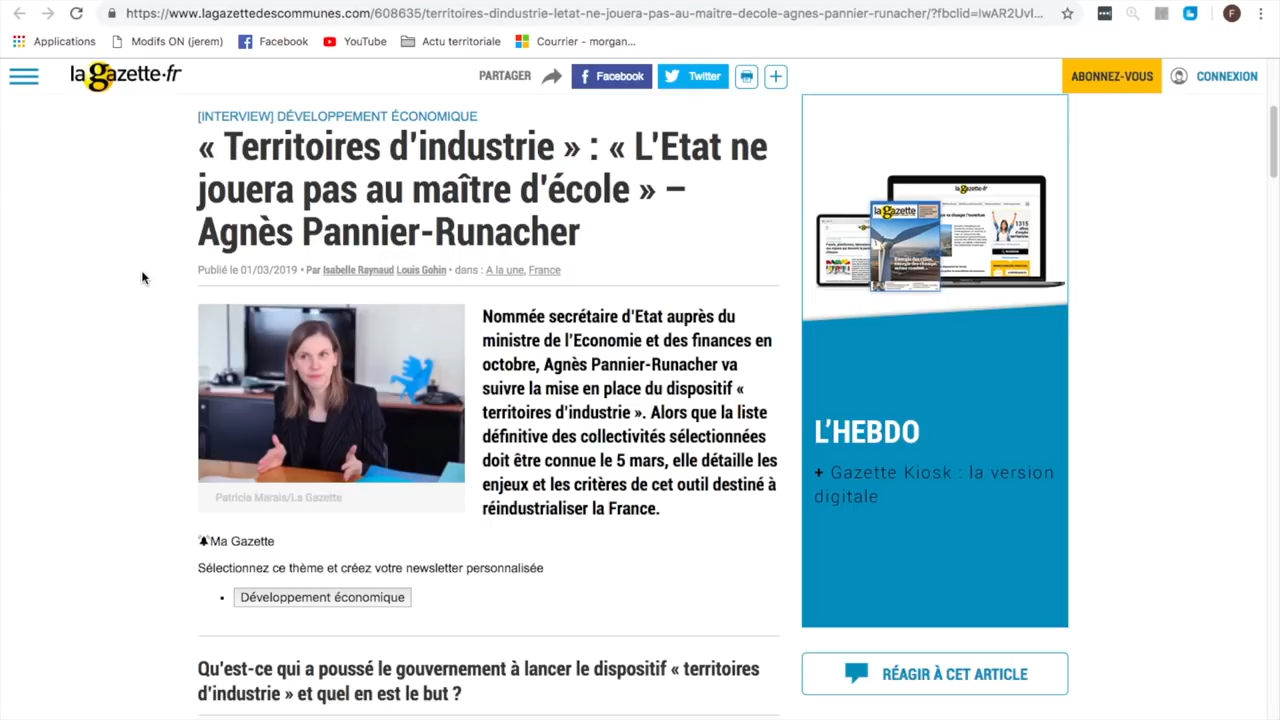 https://www.lagazettedescommunes.com/608635/territoires-dindustrie-letat-ne-jouera-pas-au-maitre-decole-agnes-pannier-runacher/?fbclid=IwAR2UvI...
F
Applications
Modifs ON (jerem)
Facebook
YouTube
Actu territoriale
Courrier - morgan...
la gazette.fr
PARTAGER
Facebook
Twitter
ABONNEZ-VOUS
CONNEXION
[INTERVIEW] DÉVELOPPEMENT ÉCONOMIQUE
« Territoires d'industrie » : « L'Etat ne
jouera pas au maître d'école » –
Agnès Pannier-Runacher
Publié le 01/03/2019 • Par Isabelle Raynaud Louis Gohin • dans : A la une, France
Patricia Marais/La Gazette
Nommée secrétaire d'Etat auprès du
ministre de l'Economie et des finances en
octobre, Agnès Pannier-Runacher va
suivre la mise en place du dispositif «
territoires d'industrie ». Alors que la liste
définitive des collectivités sélectionnées
doit être connue le 5 mars, elle détaille les
enjeux et les critères de cet outil destiné à
réindustrialiser la France.
Ma Gazette
Sélectionnez ce thème et créez votre newsletter personnalisée
• Développement économique
Qu'est-ce qui a poussé le gouvernement à lancer le dispositif « territoires
d'industrie » et quel en est le but ?
la gazette.fr
la gazette
L'HEBDO
+ Gazette Kiosk : la version
digitale
RÉAGIR À CET ARTICLE